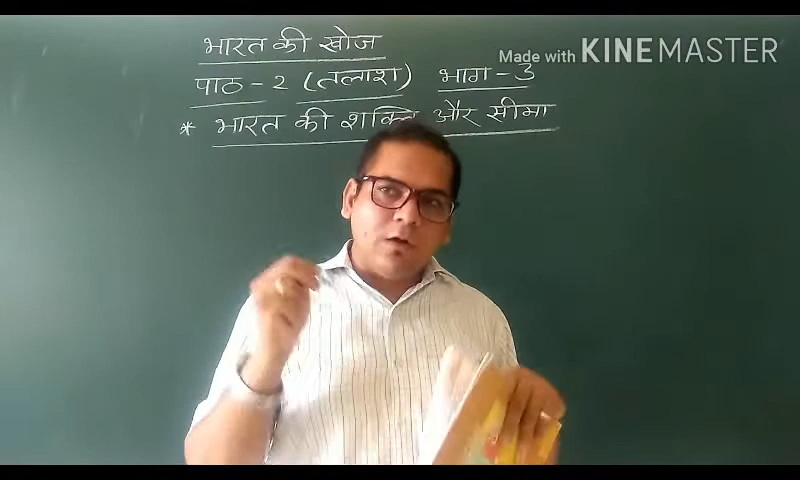 भारत की खोज
Made with KINEMASTER
पाठ - 2 (तलाश) भाग - 3
* भारत की शक्ति और सीमा